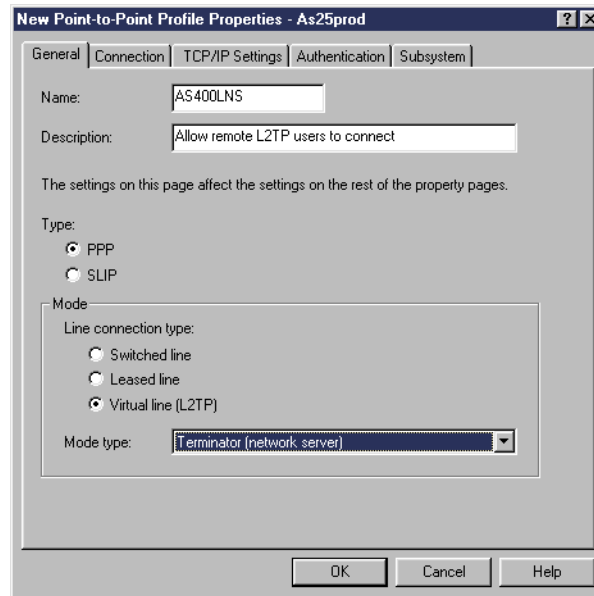 New Point-to-Point Profile Properties - As25prod
General Connection TCP/IP Settings Authentication Subsystem
Name: AS400LNS
Description: Allow remote L2TP users to connect
The settings on this page affect the settings on the rest of the property pages.
Type:
PPP
SLIP
Mode
Line connection type:
Switched line
Leased line
Virtual line (L2TP)
Mode type: Terminator (network server)
OK Cancel Help